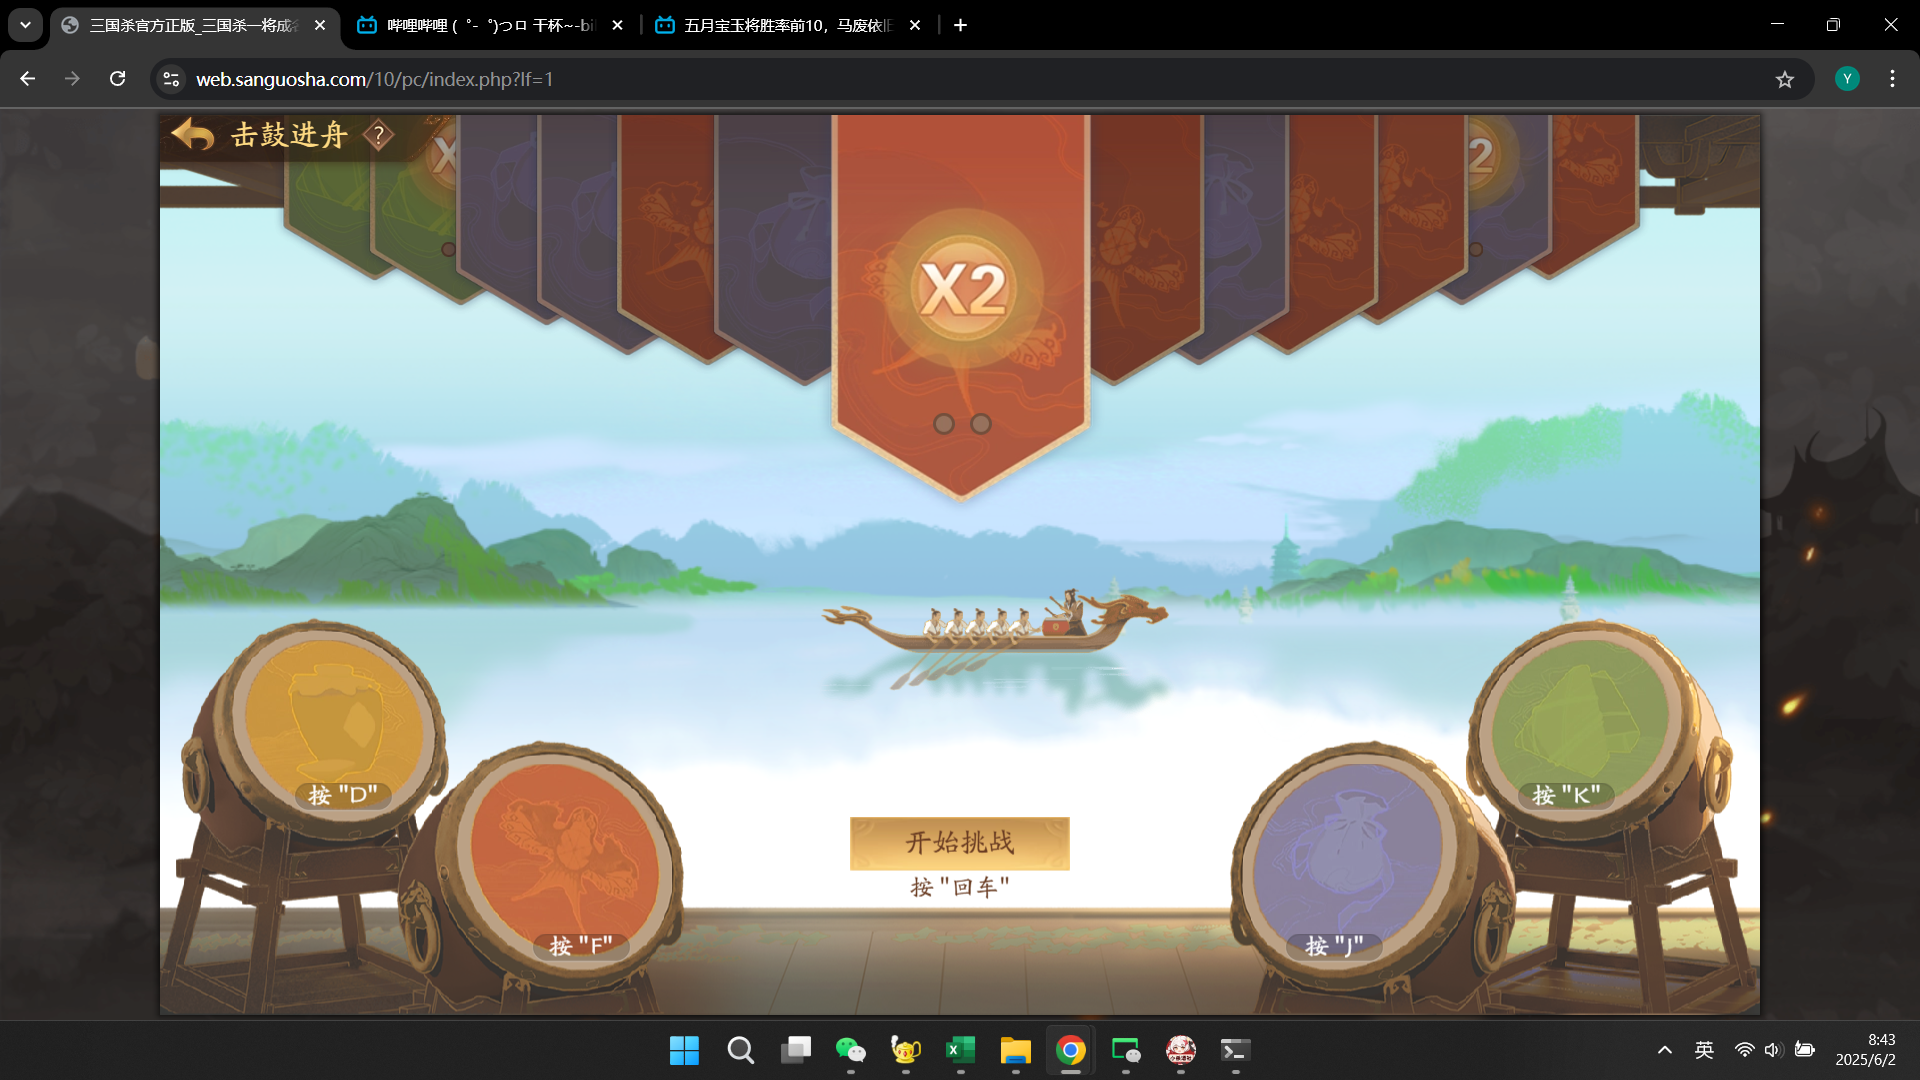 三国杀官方正版_三国杀一将成
哔哩哔哩 (゜-゜)つロ 干杯~-bi
五月宝玉将胜率前10，马废依旧
web.sanguosha.com/10/pc/index.php?lf=1
Y
击鼓进舟 ?
X
2
X2
按 "D"
按 "K"
开始挑战
按 "回车"
按 "F"
按 "J"
英
8:43
2025/6/2